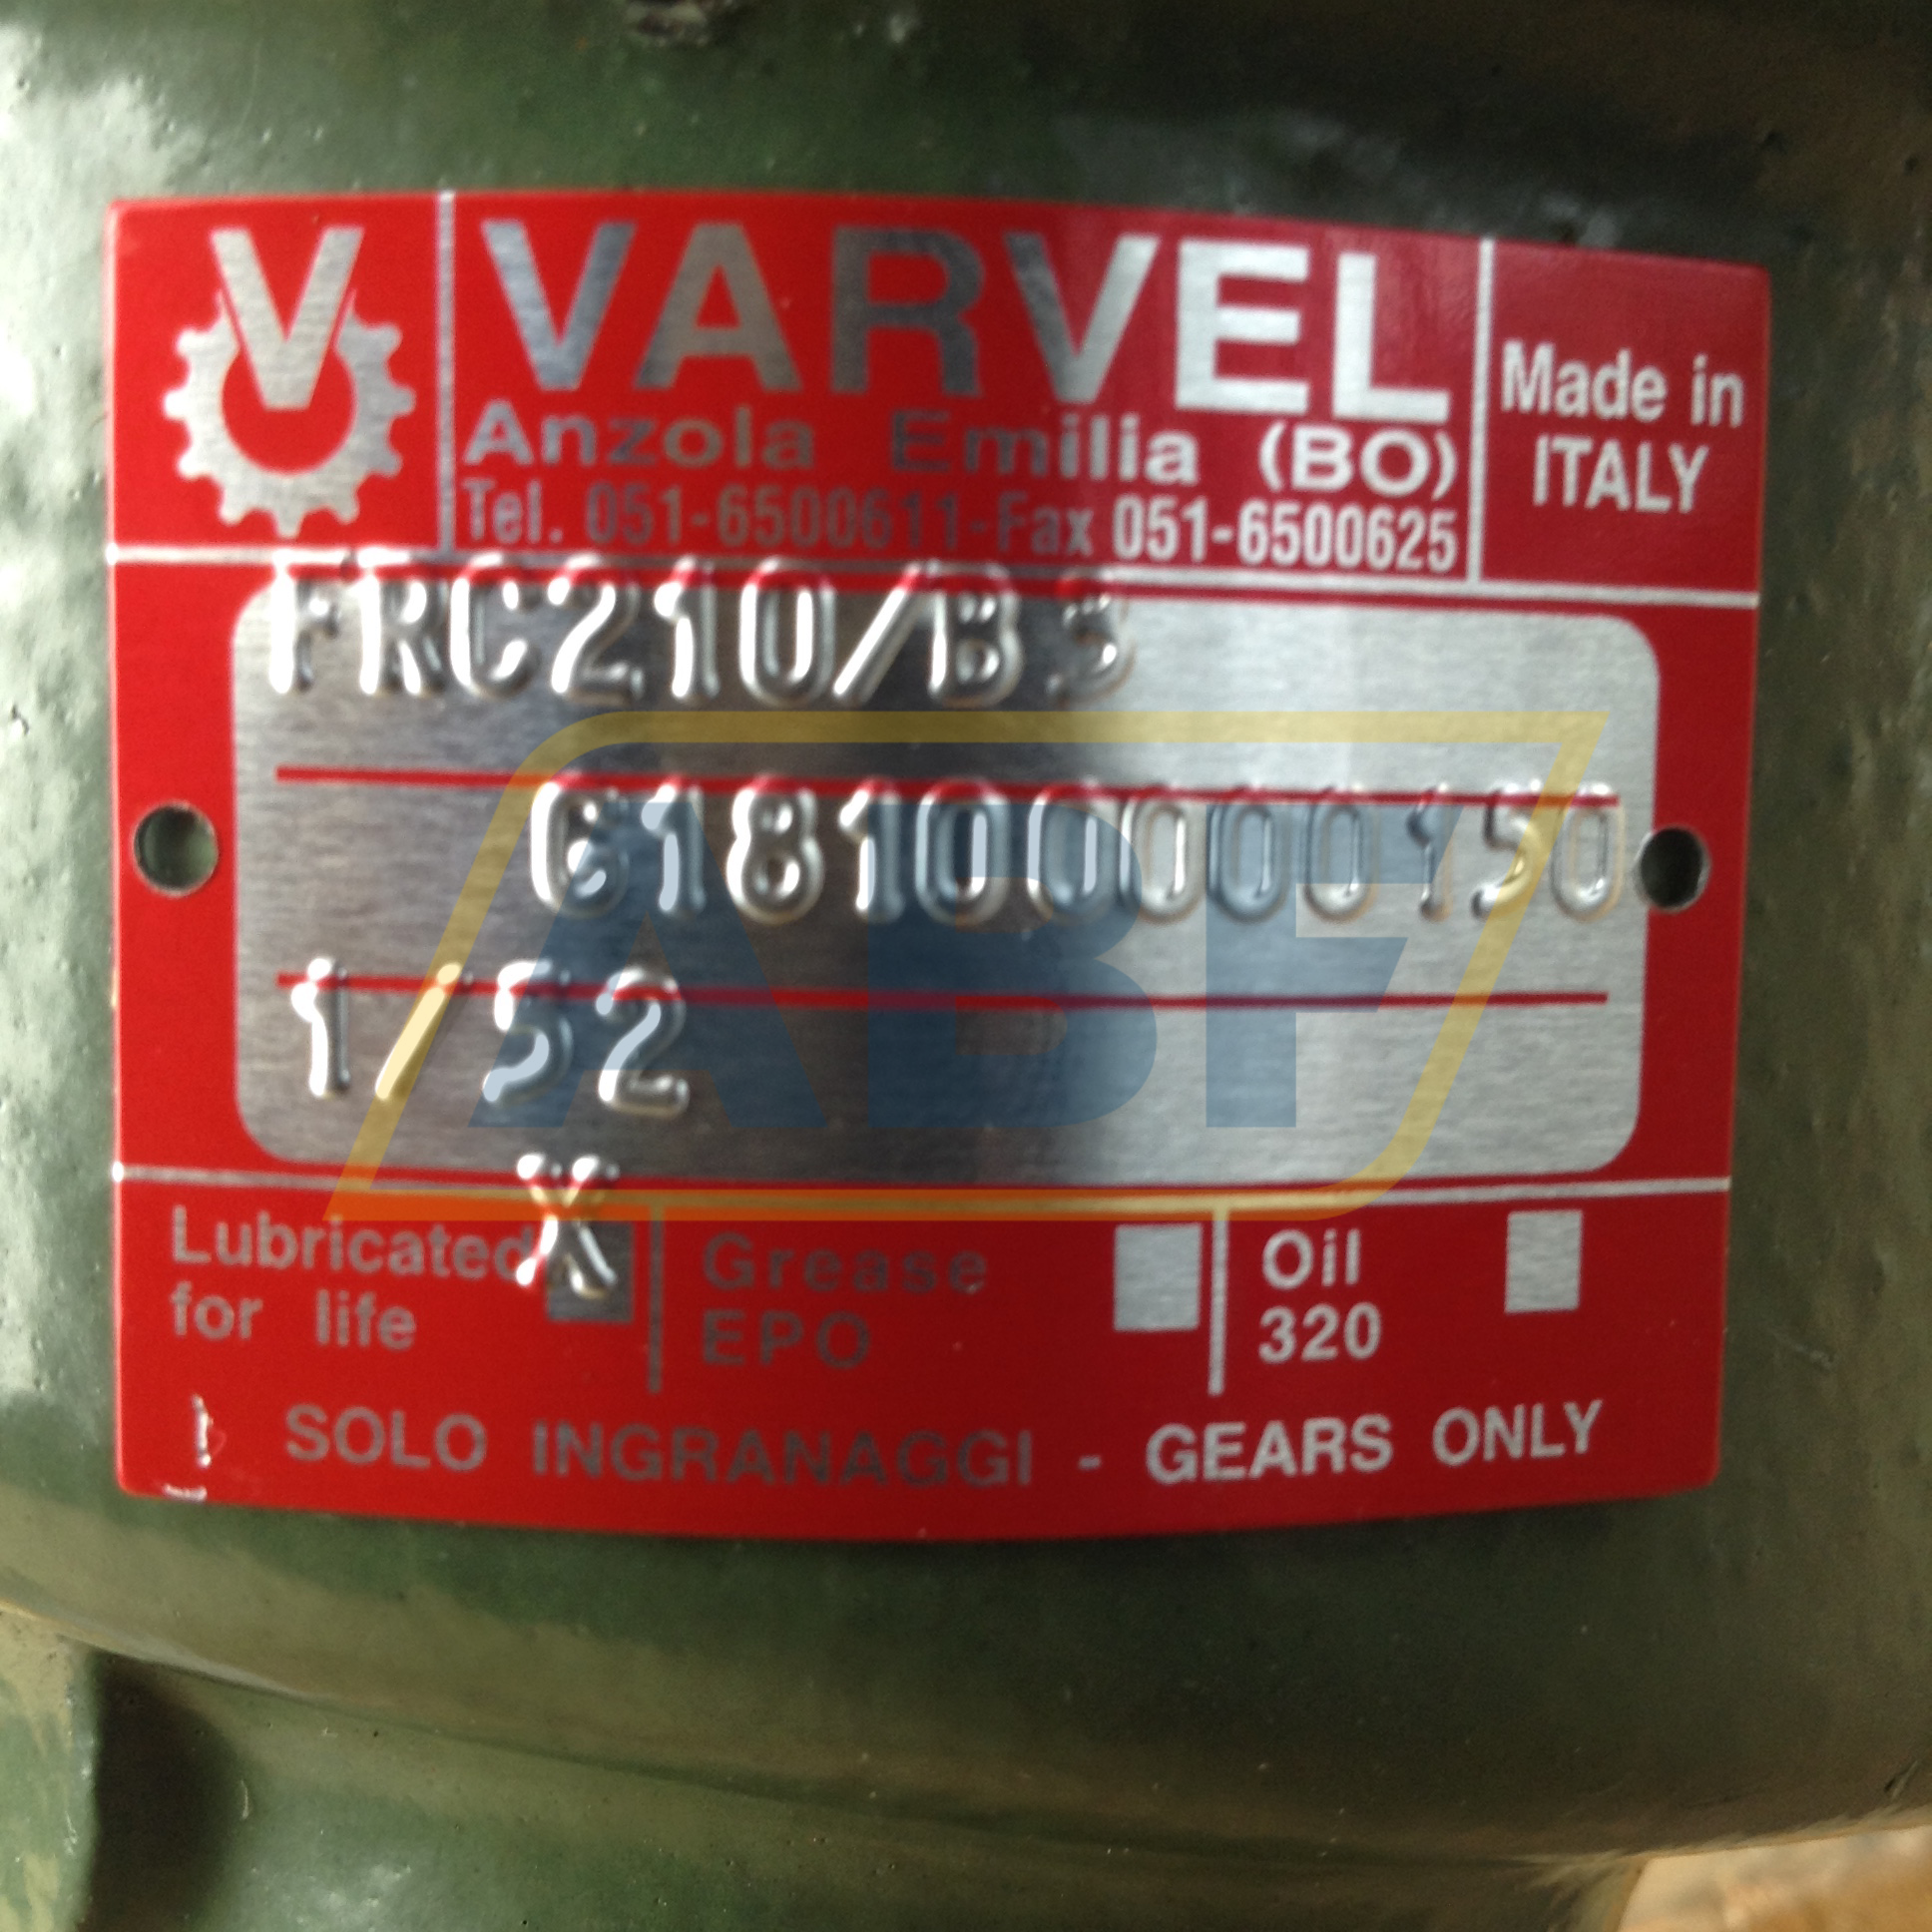 V
VARVEL
Anzola Emilia (BO)
Tel. 051-6500611-Fax 051-6500625
Made in
ITALY
FRC210/B3
618100000150
1/52
X
Lubricated
for life
Grease
EPO
Oil
320
SOLO INGRANAGGI - GEARS ONLY
ABF